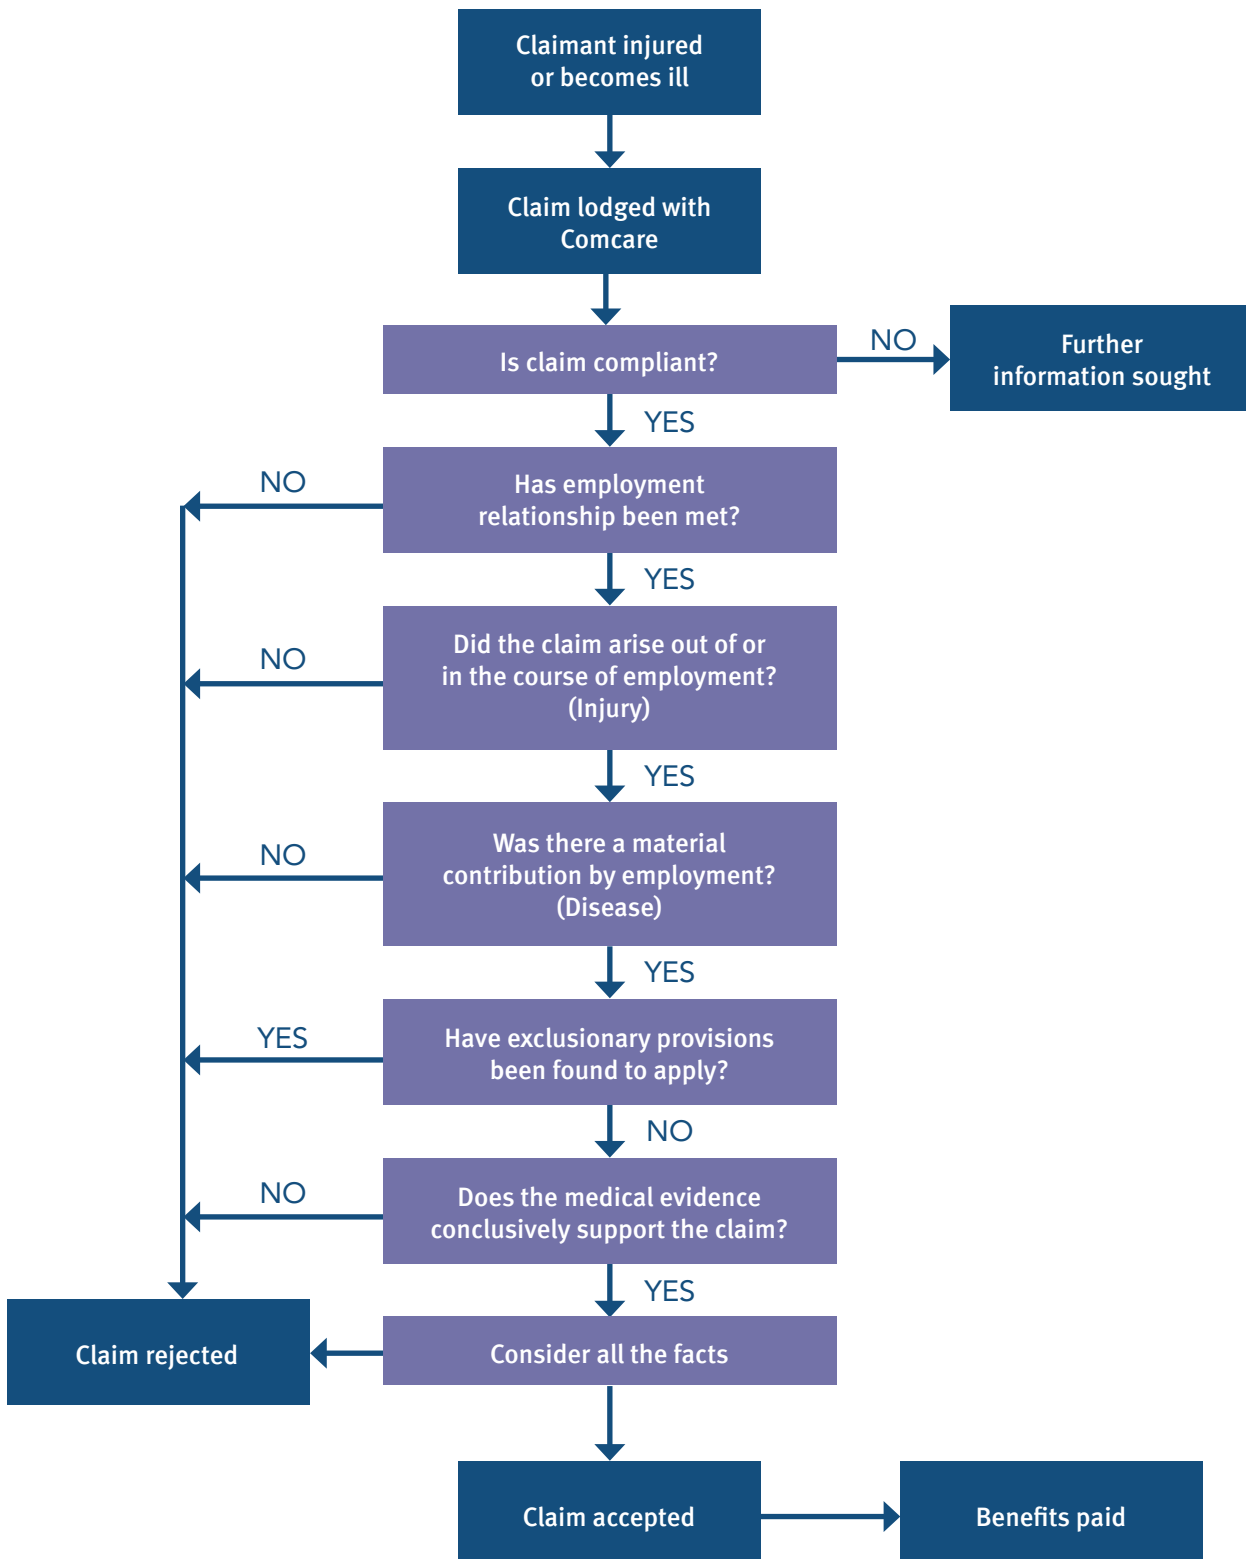 Claimant injured
or becomes ill
Claim lodged with
Comcare
Is claim compliant?
NO
Further
information sought
YES
NO
Has employment
relationship been met?
YES
NO
Did the claim arise out of or
in the course of employment?
(Injury)
YES
NO
Was there a material
contribution by employment?
(Disease)
YES
YES
Have exclusionary provisions
been found to apply?
NO
NO
Does the medical evidence
conclusively support the claim?
YES
Claim rejected
Consider all the facts
Claim accepted
Benefits paid